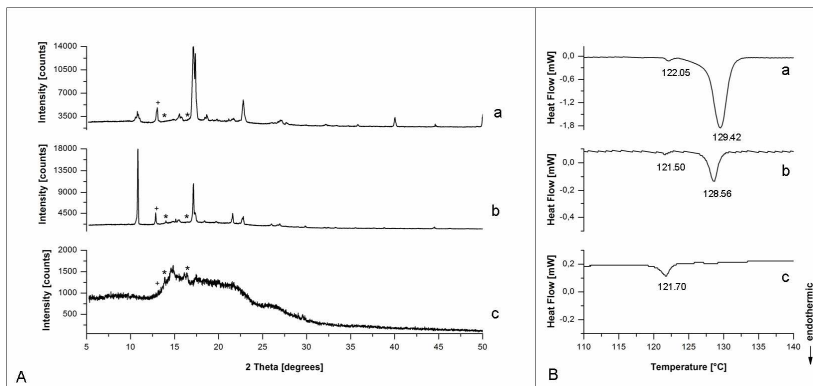 14000
10500
7000
3500
Intensity [counts]
+
*
*
a
18000
13500
9000
4500
Intensity [counts]
+
*
*
b
2000
1500
1000
500
Intensity [counts]
+
*
*
c
5 10 15 20 25 30 35 40 45 50
2 Theta [degrees]
A
B
0,0
-0,6
-1,2
-1,8
Heat Flow [mW]
122.05
129.42
a
0,0
-0,2
-0,4
Heat Flow [mW]
121.50
128.56
b
0,2
0,0
-0,2
Heat Flow [mW]
121.70
c
110 115 120 125 130 135 140
Temperature [°C]
endothermic